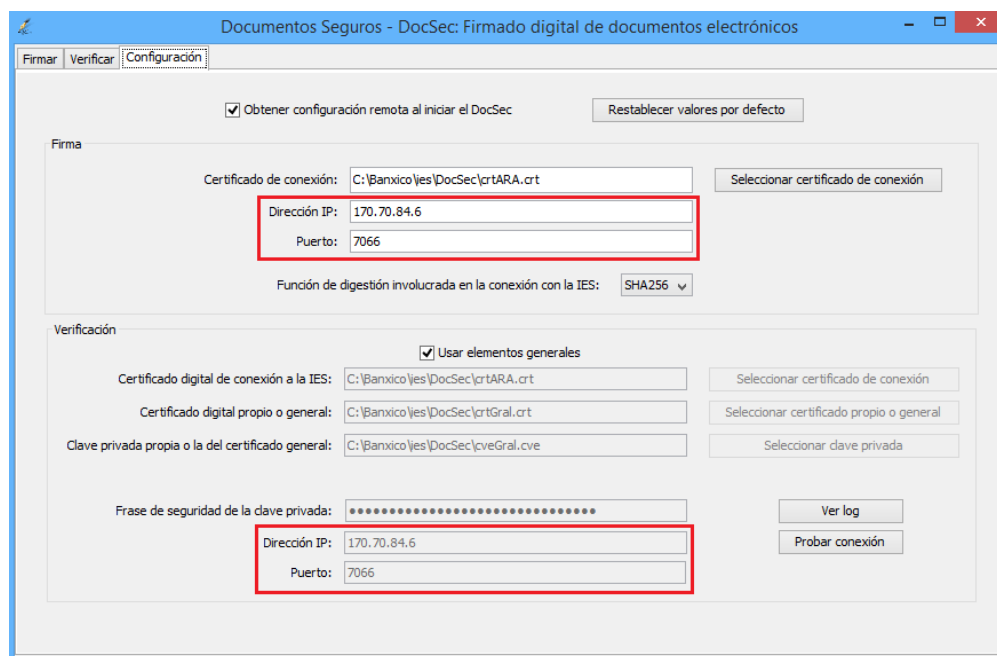 Documentos Seguros - DocSec: Firmado digital de documentos electrónicos
Firmar Verificar Configuración
Obtener configuración remota al iniciar el DocSec Restablecer valores por defecto
Firma
Certificado de conexión: C:\Banxico\ies\DocSec\crtARA.crt Seleccionar certificado de conexión
Dirección IP: 170.70.84.6
Puerto: 7066
Función de digestión involucrada en la conexión con la IES: SHA256
Verificación
Usar elementos generales
Certificado digital de conexión a la IES: C:\Banxico\ies\DocSec\crtARA.crt Seleccionar certificado de conexión
Certificado digital propio o general: C:\Banxico\ies\DocSec\crtGral.crt Seleccionar certificado propio o general
Clave privada propia o la del certificado general: C:\Banxico\ies\DocSec\cveGral.cve Seleccionar clave privada
Frase de seguridad de la clave privada: ●●●●●●●●●●●●●●●●●●●●●●●●●●●●●●● Ver log
Dirección IP: 170.70.84.6 Probar conexión
Puerto: 7066